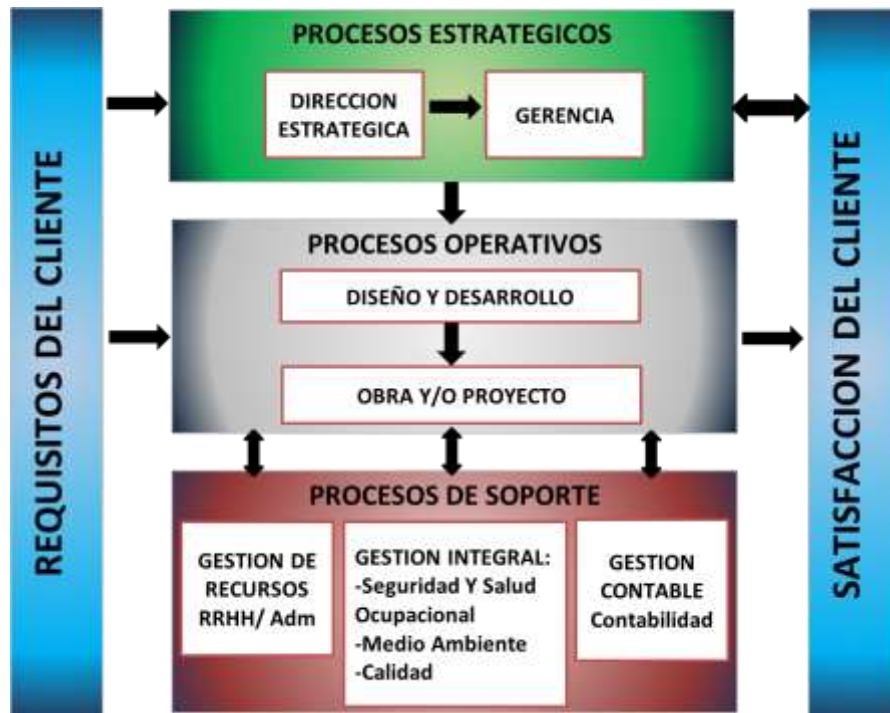 REQUISITOS DEL CLIENTE
PROCESOS ESTRATEGICOS
DIRECCION
ESTRATEGICA
GERENCIA
PROCESOS OPERATIVOS
DISEÑO Y DESARROLLO
OBRA Y/O PROYECTO
PROCESOS DE SOPORTE
GESTION DE
RECURSOS
RRHH/ Adm
GESTION INTEGRAL:
-Seguridad Y Salud
Ocupacional
-Medio Ambiente
-Calidad
GESTION
CONTABLE
Contabilidad
SATISFACCION DEL CLIENTE